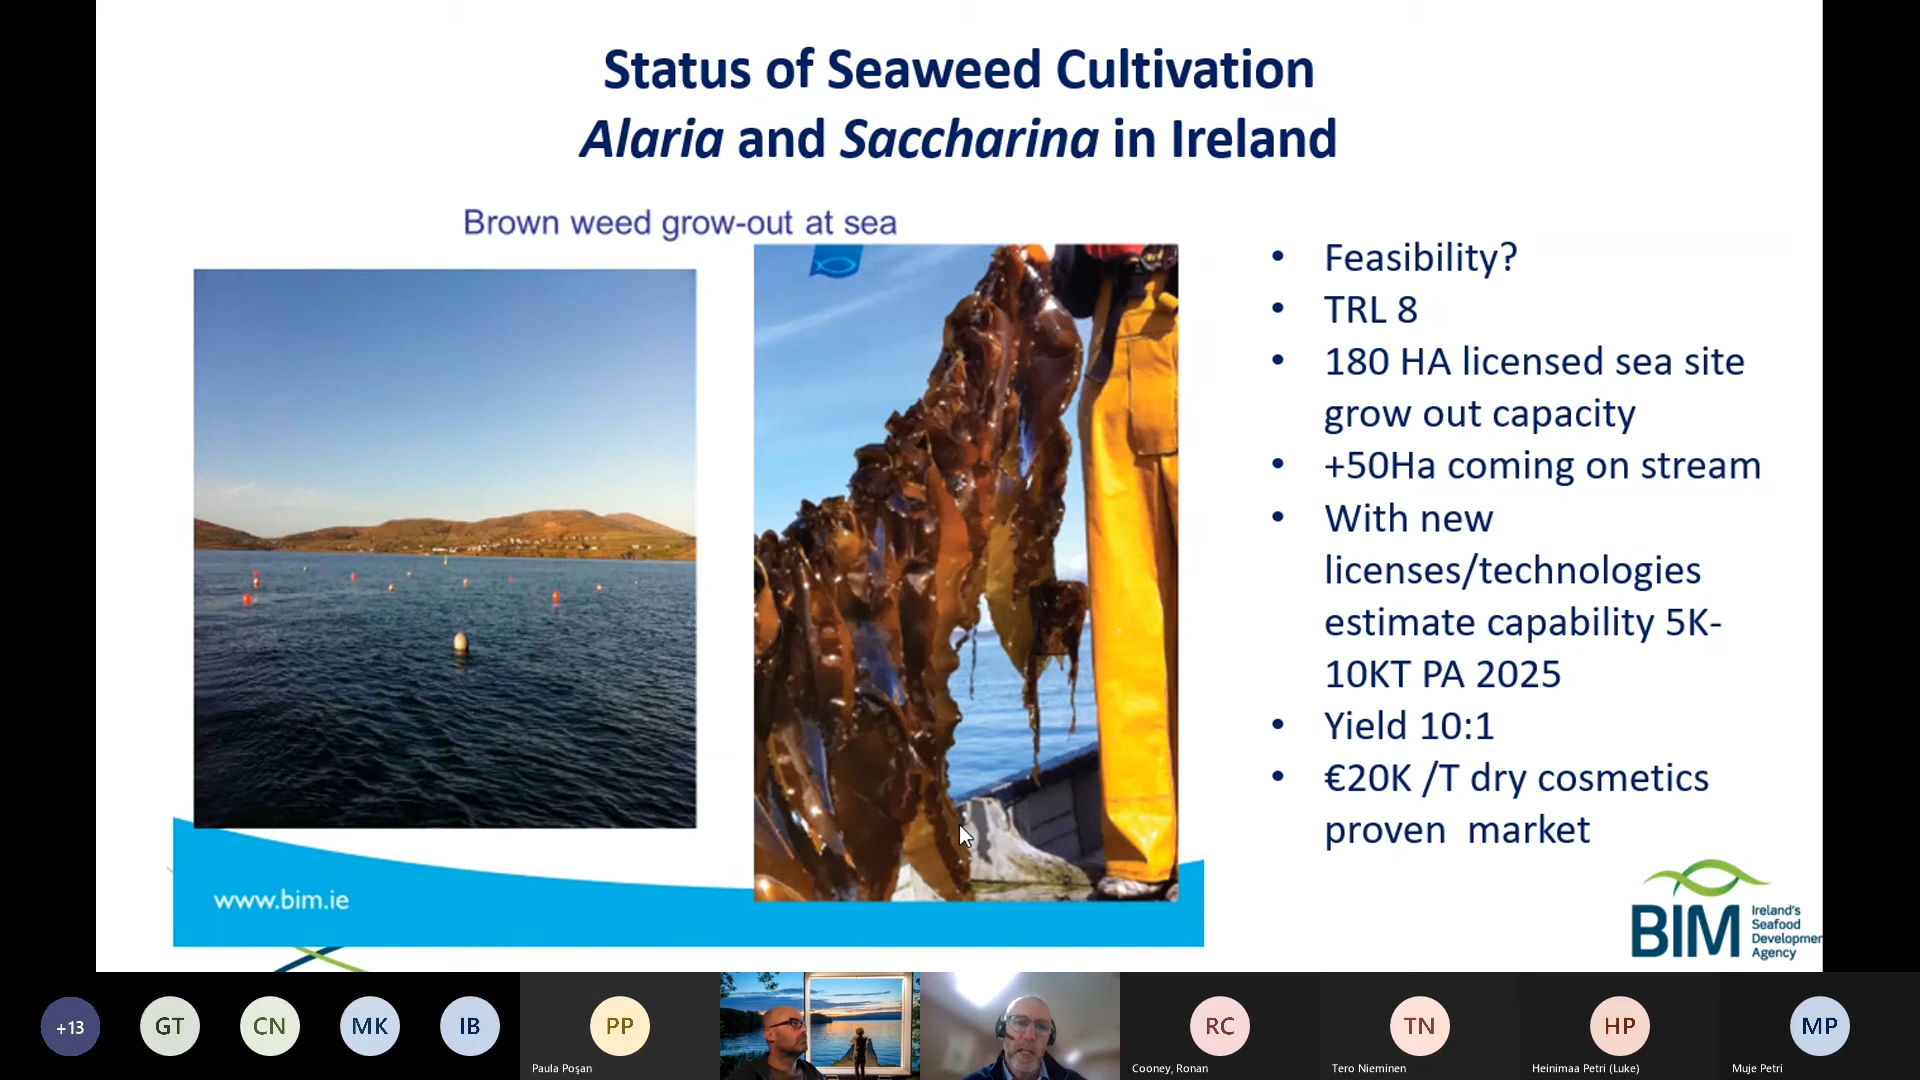 Status of Seaweed Cultivation
Alaria and Saccharina in Ireland
Brown weed grow-out at sea
• Feasibility?
• TRL 8
• 180 HA licensed sea site
grow out capacity
• +50Ha coming on stream
• With new
licenses/technologies
estimate capability 5K-
10KT PA 2025
• Yield 10:1
• €20K /T dry cosmetics
proven market
www.bim.ie
BIM
Ireland's
Seafood
Developmen
Agency
+13
GT
CN
MK
IB
PP
Paula Poşan
RC
Cooney, Ronan
TN
Tero Nieminen
HP
Heinimaa Petri (Luke)
MP
Muje Petri